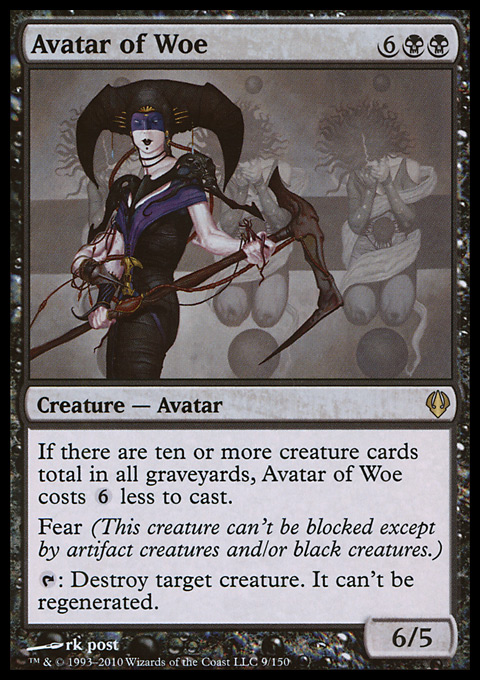 Avatar of Woe 6
Creature — Avatar
If there are ten or more creature cards
total in all graveyards, Avatar of Woe
costs 6 less to cast.
Fear (This creature can't be blocked except
by artifact creatures and/or black creatures.)
: Destroy target creature. It can't be
regenerated.
rk post
6/5
™ & © 1993–2010 Wizards of the Coast LLC 9/150